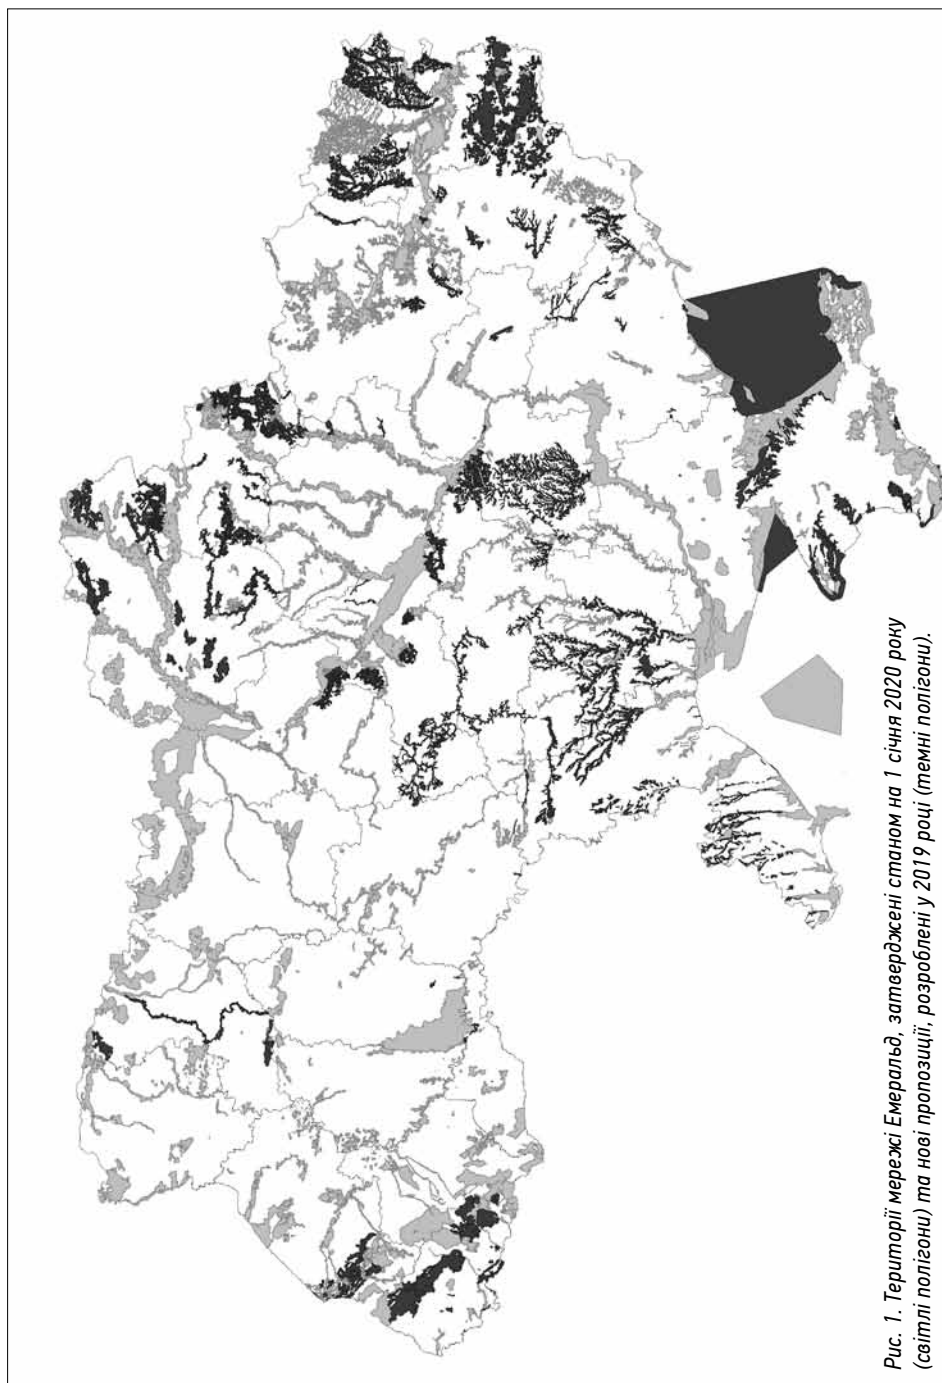 Рис. 1. Території мережі Емеральд, затверджені станом на 1 січня 2020 року
(світлі полігони) та нові пропозиції, розроблені у 2019 році (темні полігони).